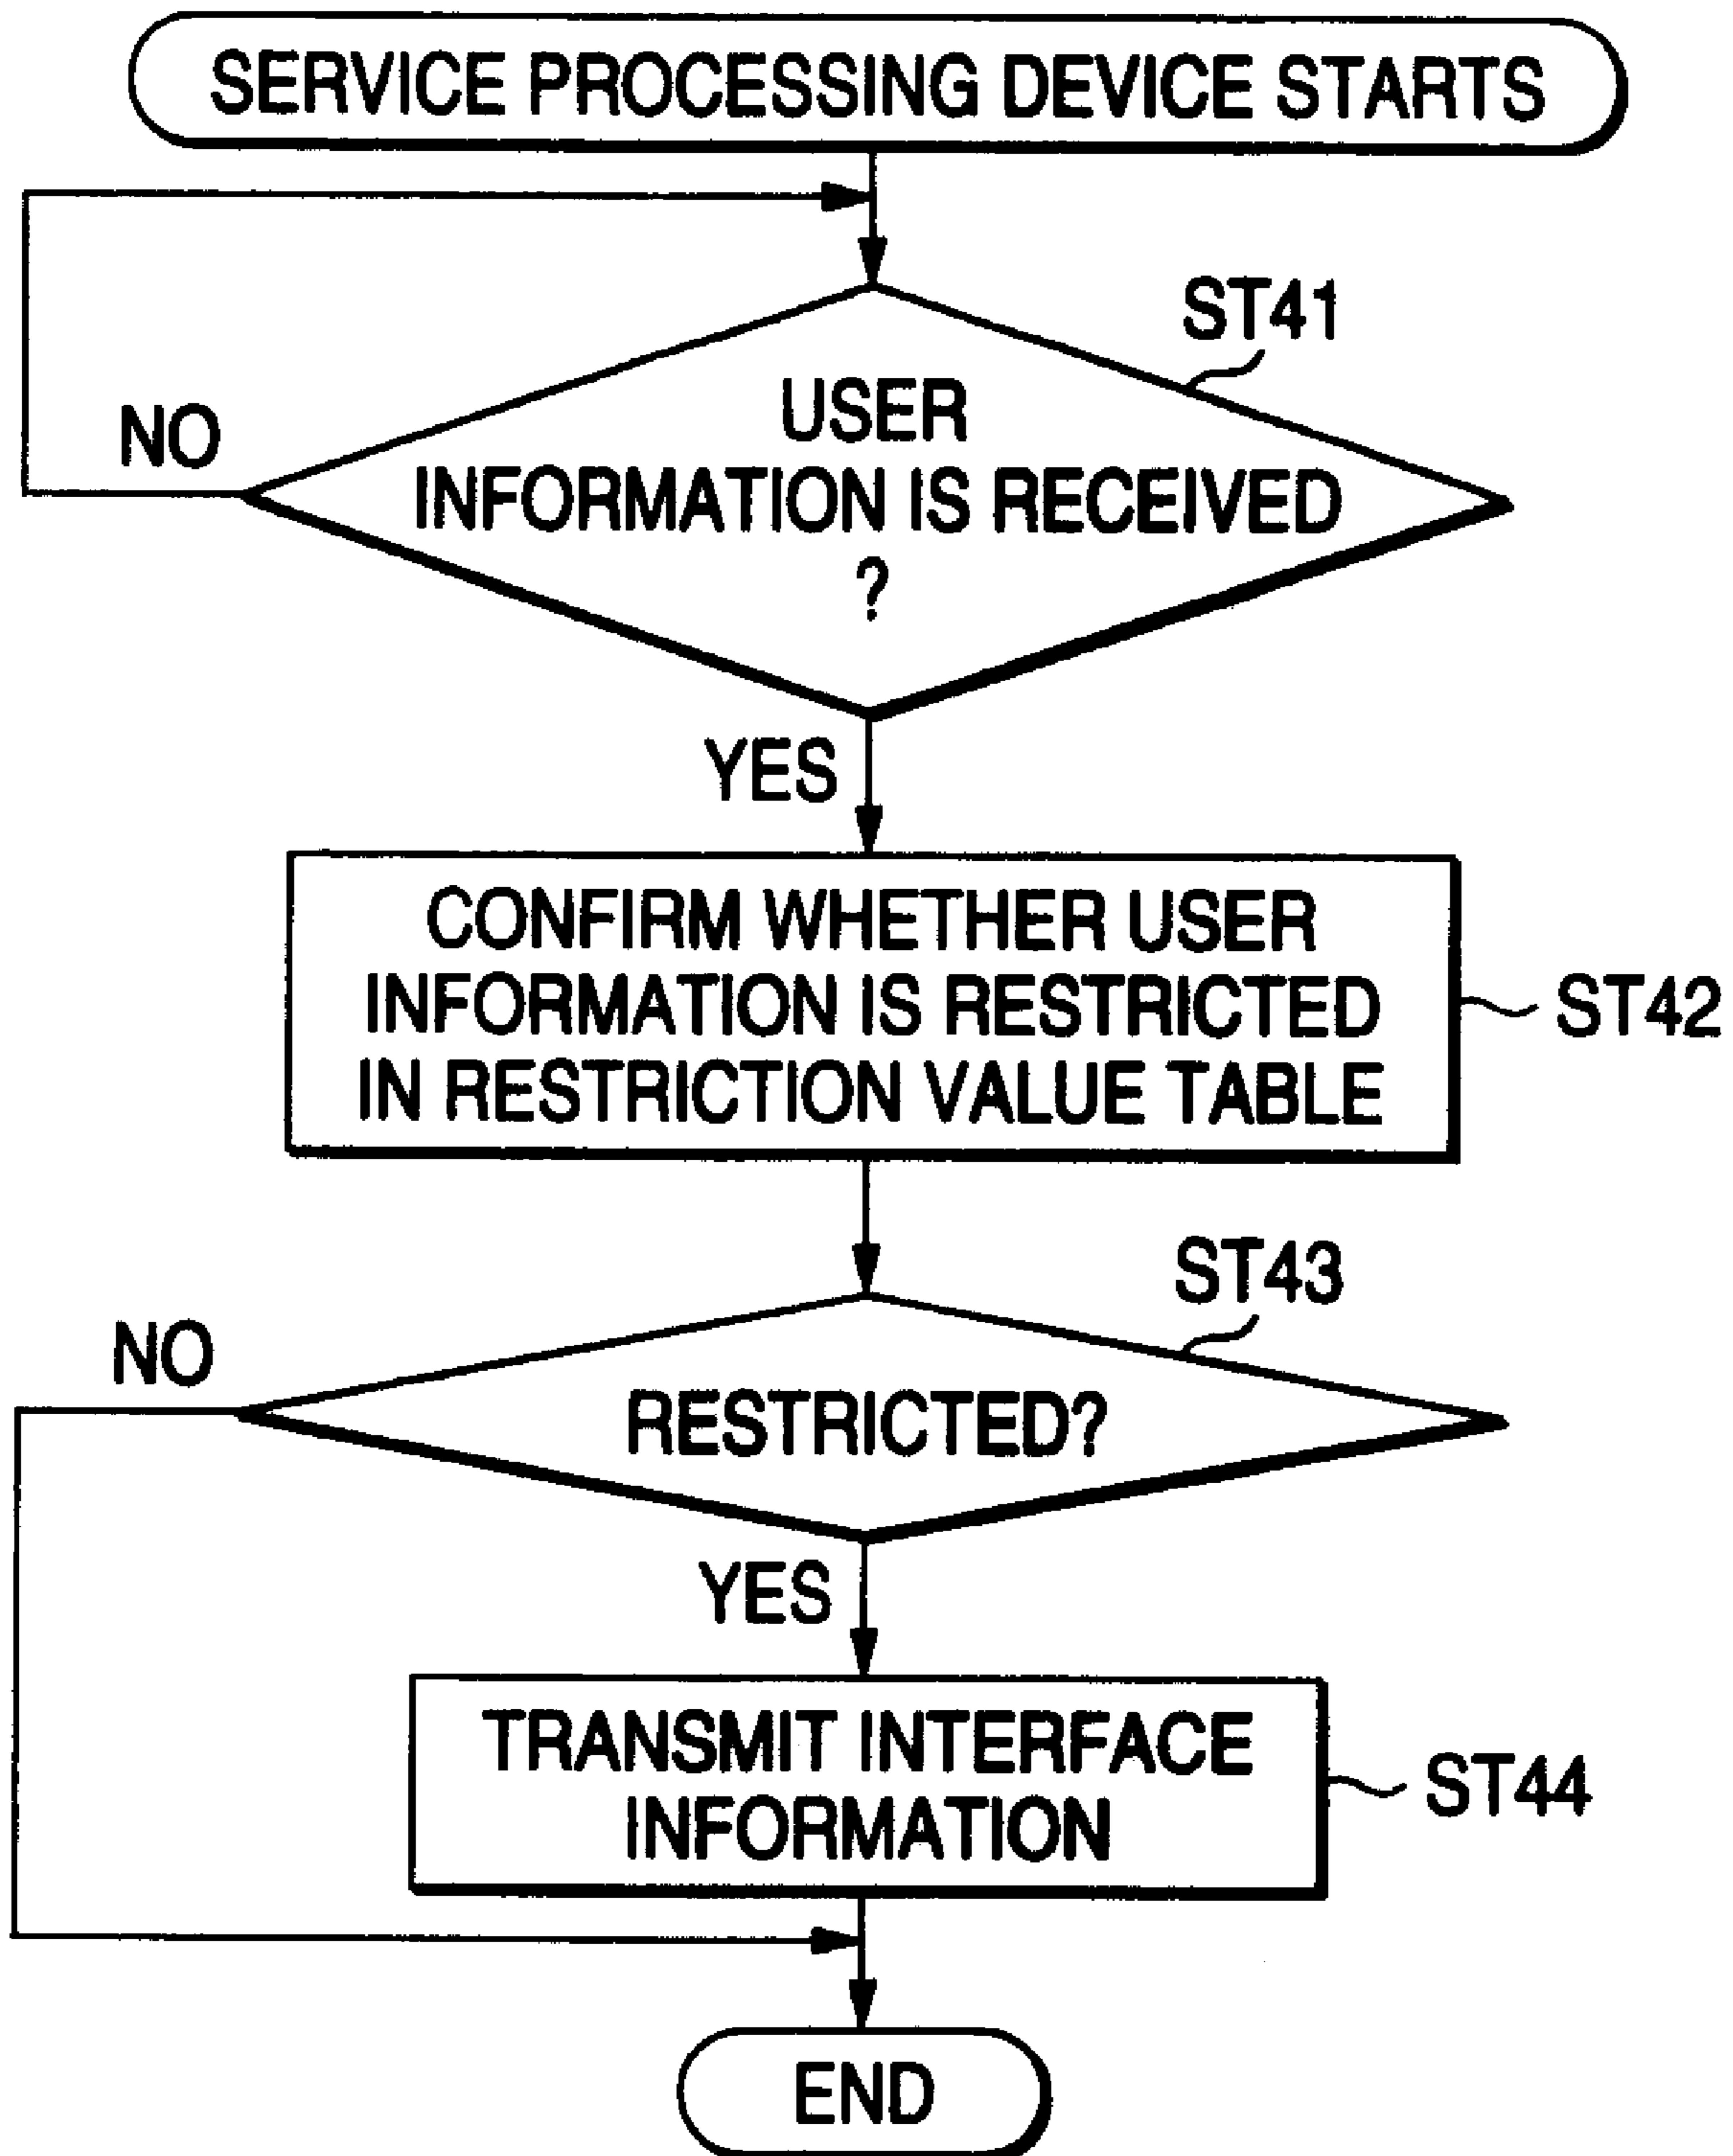 SERVICE PROCESSING DEVICE STARTS
ST41
NO
USER
INFORMATION IS RECEIVED
?
YES
CONFIRM WHETHER USER
INFORMATION IS RESTRICTED
IN RESTRICTION VALUE TABLE
ST42
ST43
NO
RESTRICTED?
YES
TRANSMIT INTERFACE
INFORMATION
ST44
END